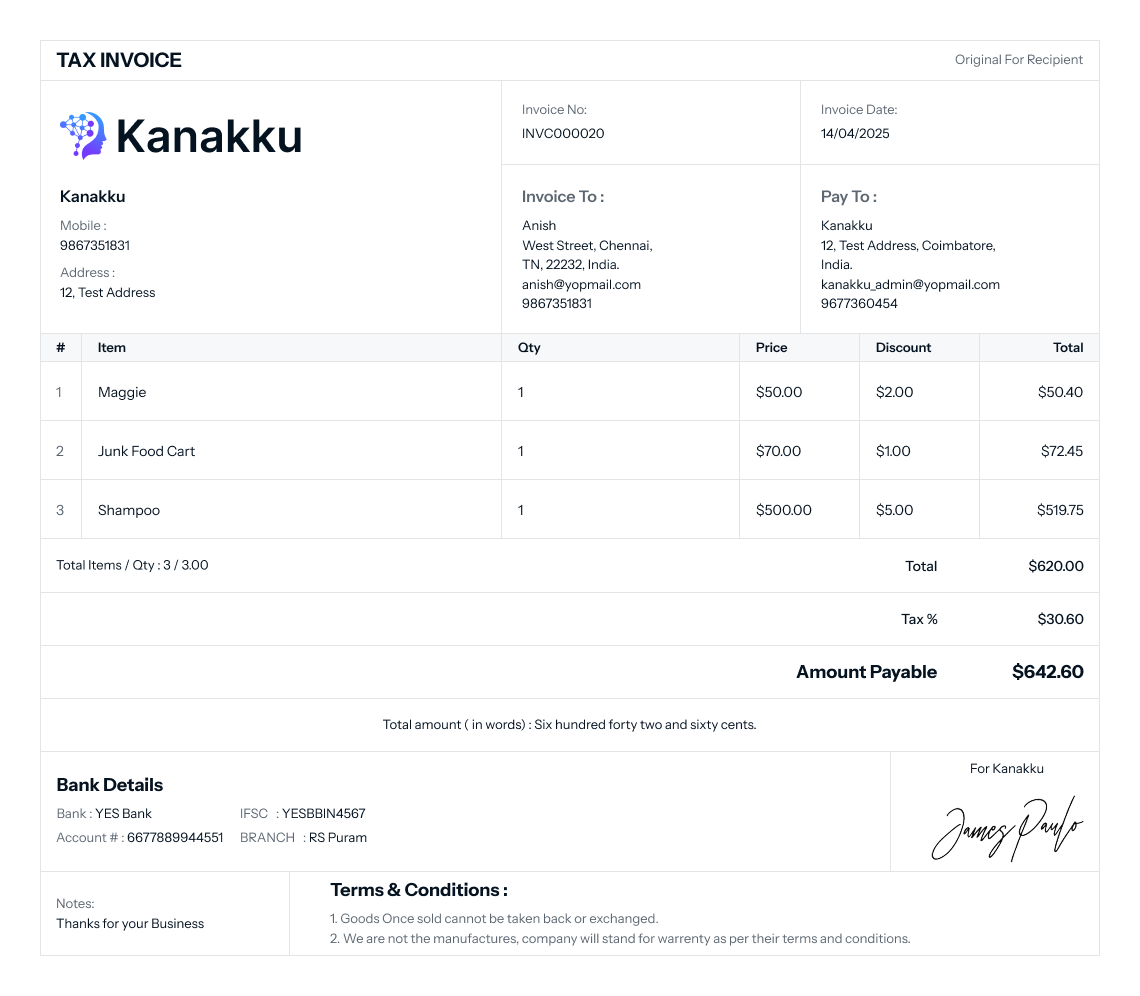 TAX INVOICE
Original For Recipient
Kanakku
Invoice No:
INVC000020
Invoice Date:
14/04/2025
Kanakku
Mobile :
9867351831
Address :
12, Test Address
Invoice To :
Anish
West Street, Chennai,
TN, 22232, India.
anish@yopmail.com
9867351831
Pay To :
Kanakku
12, Test Address, Coimbatore,
India.
kanakku_admin@yopmail.com
9677360454
# Item Qty Price Discount Total
1 Maggie 1 $50.00 $2.00 $50.40
2 Junk Food Cart 1 $70.00 $1.00 $72.45
3 Shampoo 1 $500.00 $5.00 $519.75
Total Items / Qty : 3 / 3.00 Total $620.00
Tax % $30.60
Amount Payable $642.60
Total amount ( in words) : Six hundred forty two and sixty cents.
Bank Details
Bank : YES Bank IFSC : YESBBIN4567
Account # : 6677889944551 BRANCH : RS Puram
For Kanakku
James Paulo
Notes:
Thanks for your Business
Terms & Conditions :
1. Goods Once sold cannot be taken back or exchanged.
2. We are not the manufactures, company will stand for warrenty as per their terms and conditions.